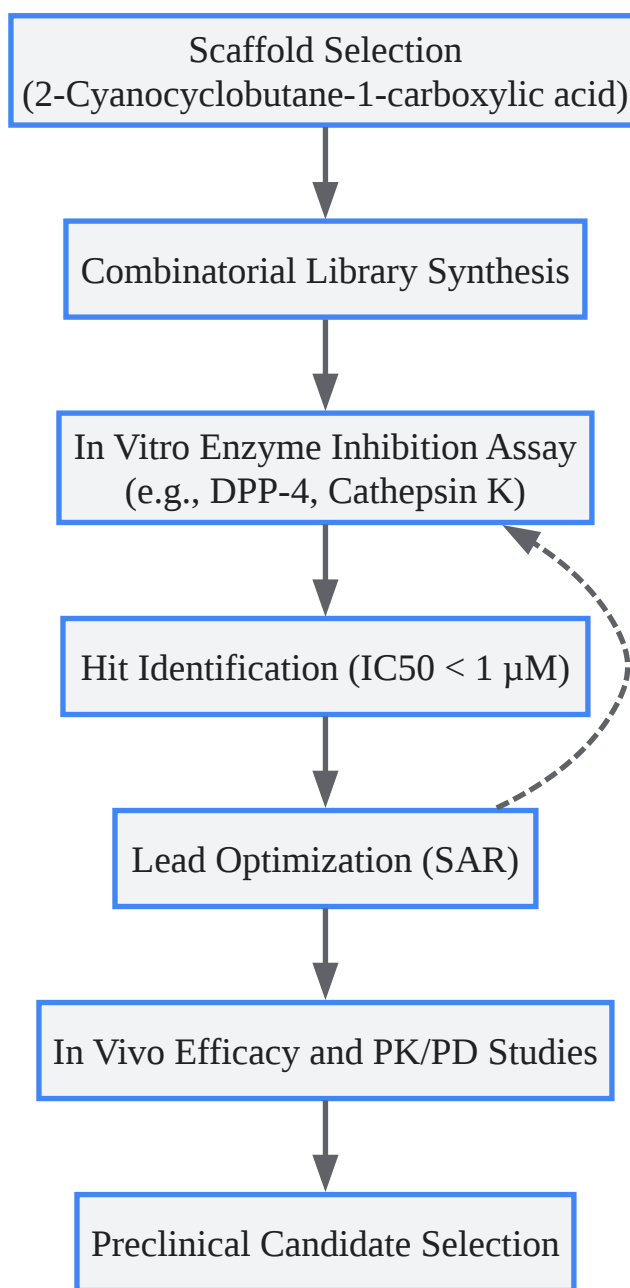 Scaffold Selection
(2-Cyanocyclobutane-1-carboxylic acid)
Combinatorial Library Synthesis
In Vitro Enzyme Inhibition Assay
(e.g., DPP-4, Cathepsin K)
Hit Identification (IC50 < 1 µM)
Lead Optimization (SAR)
In Vivo Efficacy and PK/PD Studies
Preclinical Candidate Selection